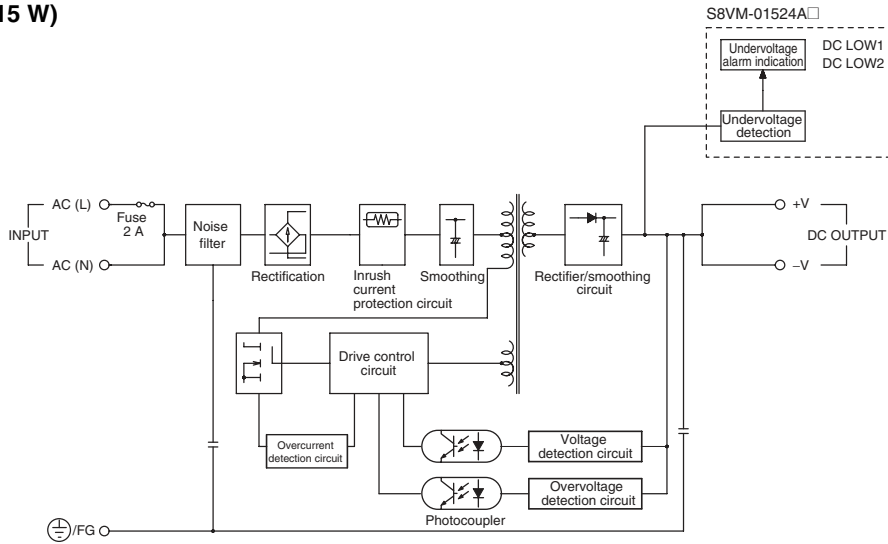 15 W)
S8VM-01524A□
Undervoltage
alarm indication
DC LOW1
DC LOW2
Undervoltage
detection
AC (L)
Fuse
2 A
INPUT
AC (N)
Noise
filter
Rectification
Inrush
current
protection circuit
Smoothing
Rectifier/smoothing
circuit
+V
DC OUTPUT
–V
Drive control
circuit
Overcurrent
detection circuit
Voltage
detection circuit
Overvoltage
detection circuit
Photocoupler
/FG